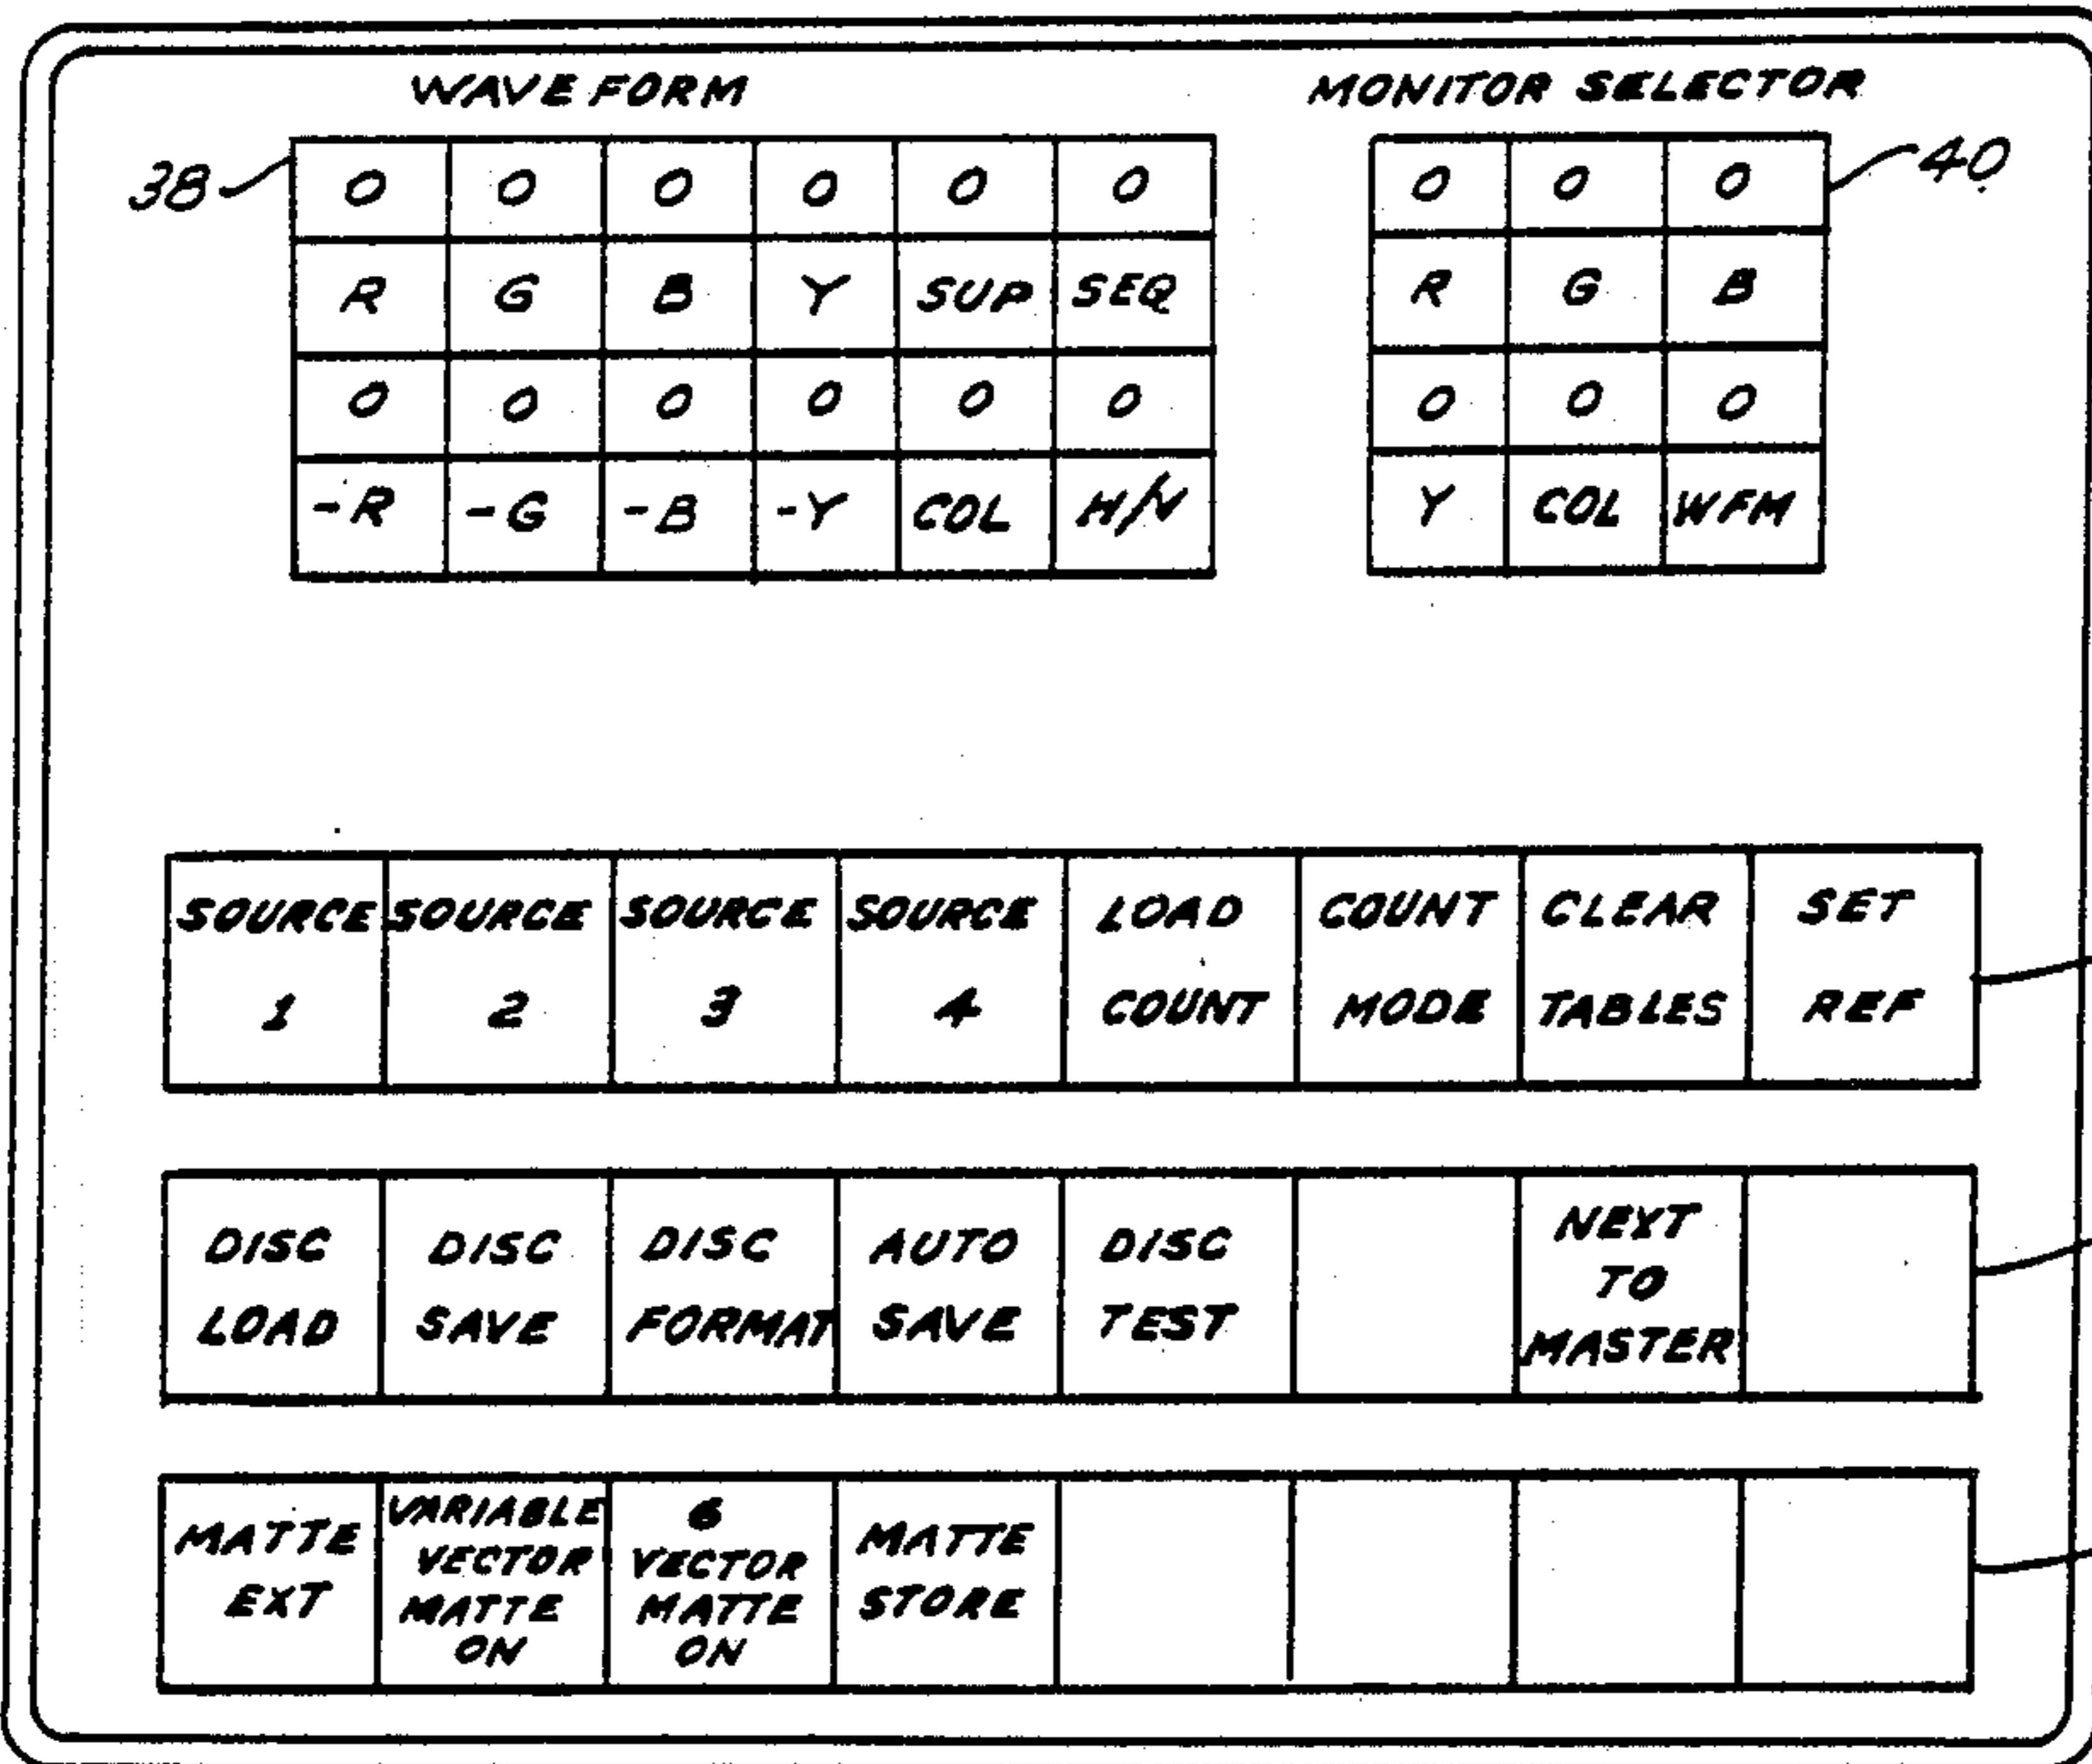 WAVE FORM MONITOR SELECTOR
38 0 0 0 0 0 0 0 0 0 40
R G B Y SUP SEQ R G B
0 0 0 0 0 0 0 0 0
-R -G -B -Y COL H/V Y COL WFM
SOURCE SOURCE SOURCE SOURCE LOAD COUNT CLEAR SET
1 2 3 4 COUNT MODE TABLES REF
DISC DISC DISC AUTO DISC NEXT
TO
LOAD SAVE FORMAT SAVE TEST MASTER
MATTE VARIABLE 6 MATTE
VECTOR VECTOR
EXT MATTE MATTE STORE
ON ON